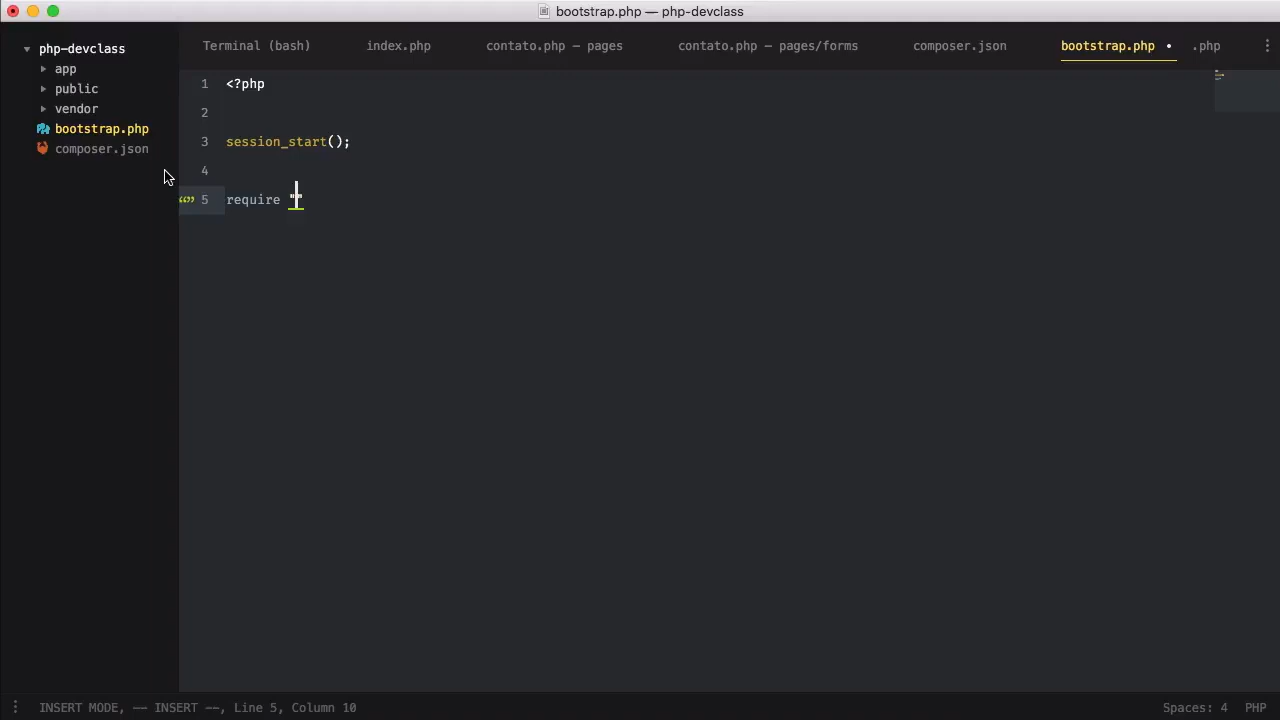 bootstrap.php — php-devclass
php-devclass
app
public
vendor
bootstrap.php
composer.json
Terminal (bash)
index.php
contato.php — pages
contato.php — pages/forms
composer.json
bootstrap.php
.php
1 <?php
2
3 session_start();
4
“” 5 require ""
INSERT MODE, -- INSERT --, Line 5, Column 10
Spaces: 4
PHP